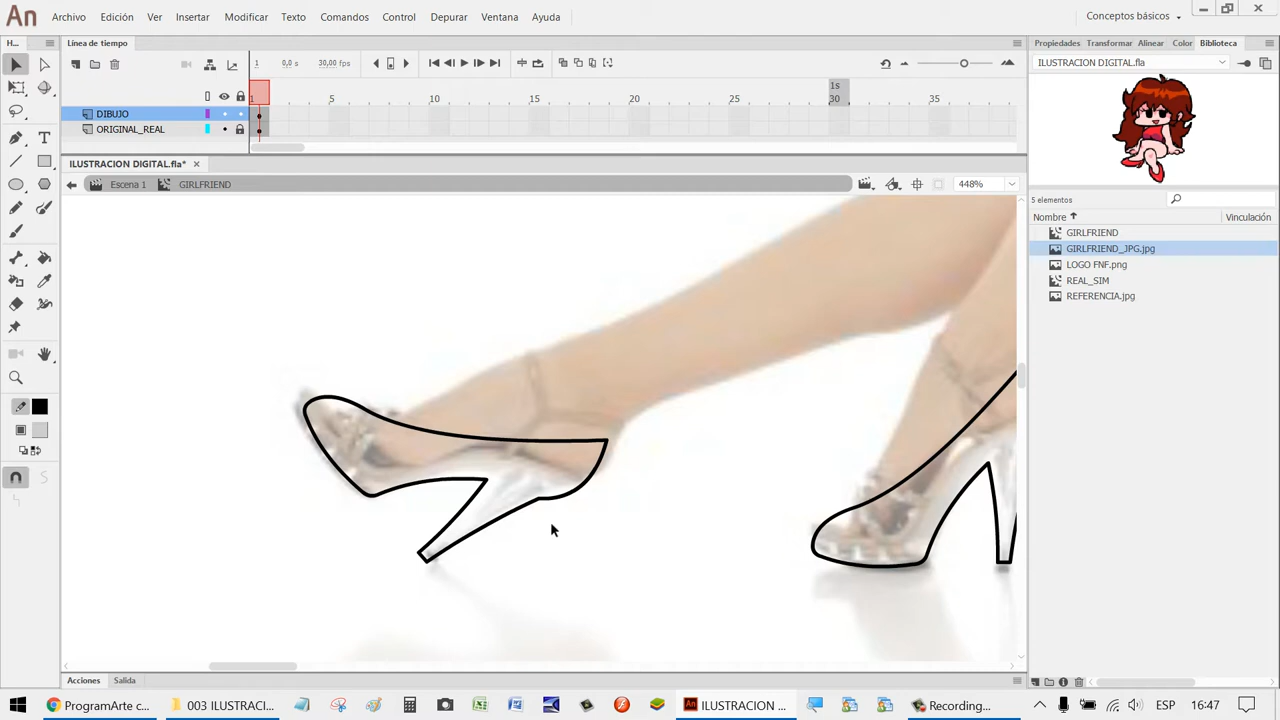 An Archivo Edición Ver Insertar Modificar Texto Comandos Control Depurar Ventana Ayuda Conceptos básicos
H... Línea de tiempo Propiedades Transformar Alinear Color Biblioteca
1 0,0 s 30,00 fps ILUSTRACION DIGITAL.fla
1s
1 5 10 15 20 25 30 35
DIBUJO
ORIGINAL_REAL
ILUSTRACION DIGITAL.fla*
Escena 1 GIRLFRIEND 448%
5 elementos
Nombre Vinculación
GIRLFRIEND
GIRLFRIEND_JPG.jpg
LOGO FNF.png
REAL_SIM
REFERENCIA.jpg
Acciones Salida
ProgramArte c... 003 ILUSTRACI... ILUSTRACION ... Recording... ESP 16:47